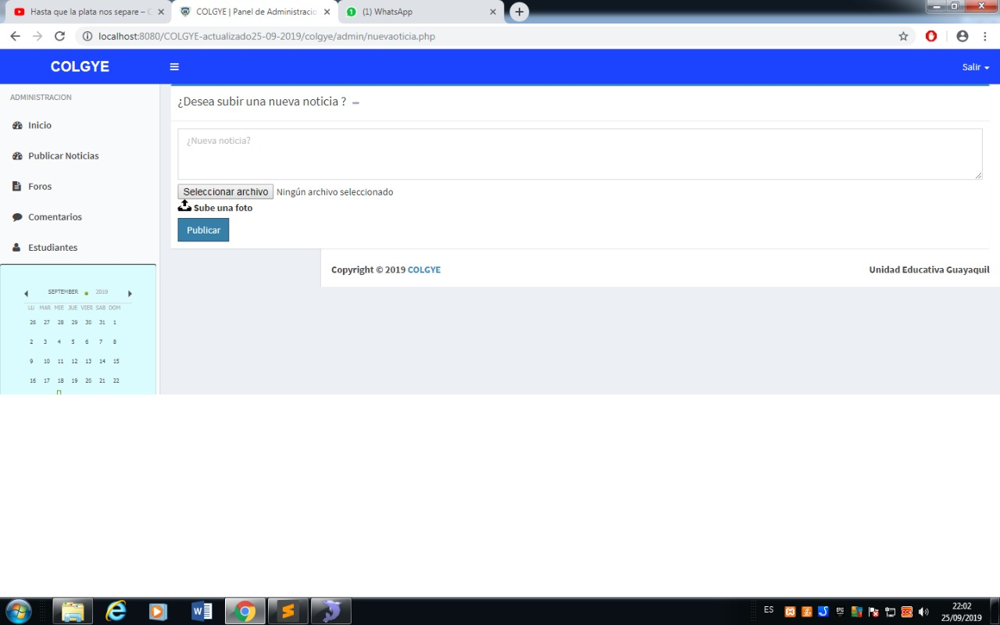 Hasta que la plata nos separe – C
COLGYE | Panel de Administracio
(1) WhatsApp
localhost:8080/COLGYE-actualizado25-09-2019/colgye/admin/nuevaoticia.php
COLGYE
Salir
ADMINISTRACION
¿Desea subir una nueva noticia ?
Inicio
¿Nueva noticia?
Publicar Noticias
Foros
Seleccionar archivo Ningún archivo seleccionado
Sube una foto
Comentarios
Publicar
Estudiantes
Copyright © 2019 COLGYE
Unidad Educativa Guayaquil
SEPTEMBER 2019
LU MAR MIE JUE VIER SAB DOM
26 27 28 29 30 31 1
2 3 4 5 6 7 8
9 10 11 12 13 14 15
16 17 18 19 20 21 22
ES
22:02
25/09/2019